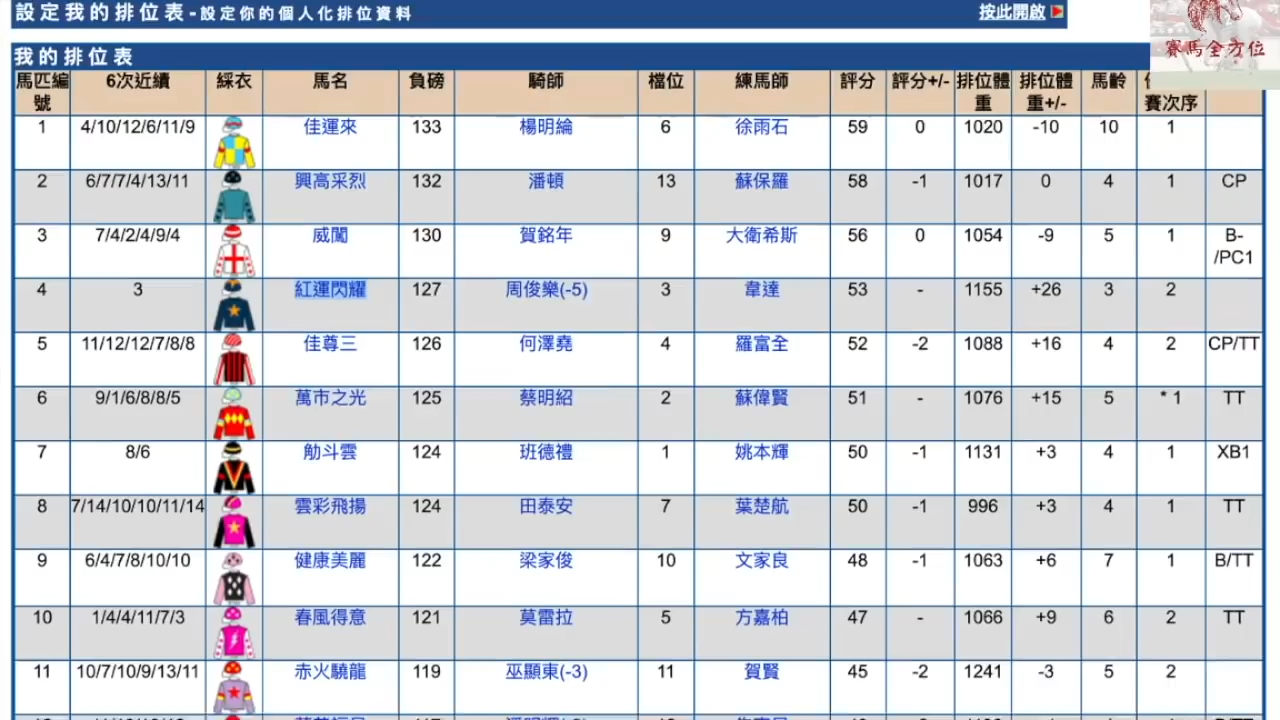 設定我的排位表-設定你的個人化排位資料 按此開啟
賽馬全方位
我的排位表
馬匹編號 6次近績 綵衣 馬名 負磅 騎師 檔位 練馬師 評分 評分+/- 排位體重 排位體重+/- 馬齡 賽次序
1 4/10/12/6/11/9 佳運來 133 楊明綸 6 徐雨石 59 0 1020 -10 10 1
2 6/7/7/4/13/11 興高采烈 132 潘頓 13 蘇保羅 58 -1 1017 0 4 1 CP
3 7/4/2/4/9/4 威闖 130 賀銘年 9 大衛希斯 56 0 1054 -9 5 1 B-/PC1
4 3 紅運閃耀 127 周俊樂(-5) 3 韋達 53 - 1155 +26 3 2
5 11/12/12/7/8/8 佳尊三 126 何澤堯 4 羅富全 52 -2 1088 +16 4 2 CP/TT
6 9/1/6/8/8/5 萬市之光 125 蔡明紹 2 蘇偉賢 51 - 1076 +15 5 * 1 TT
7 8/6 觔斗雲 124 班德禮 1 姚本輝 50 -1 1131 +3 4 1 XB1
8 7/14/10/10/11/14 雲彩飛揚 124 田泰安 7 葉楚航 50 -1 996 +3 4 1 TT
9 6/4/7/8/10/10 健康美麗 122 梁家俊 10 文家良 48 -1 1063 +6 7 1 B/TT
10 1/4/4/11/7/3 春風得意 121 莫雷拉 5 方嘉柏 47 - 1066 +9 6 2 TT
11 10/7/10/9/13/11 赤火驍龍 119 巫顯東(-3) 11 賀賢 45 -2 1241 -3 5 2